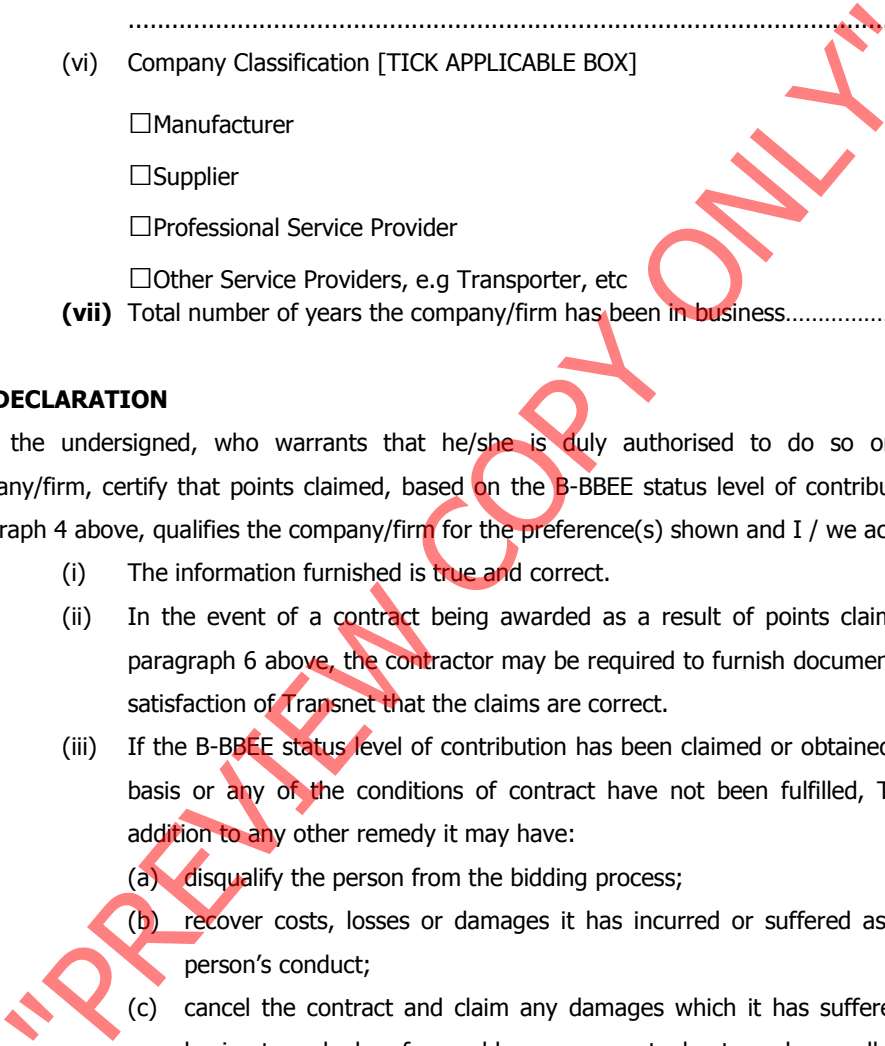 ................................................................................................
(vi) Company Classification [TICK APPLICABLE BOX]
☐Manufacturer
☐Supplier
☐Professional Service Provider
☐Other Service Providers, e.g Transporter, etc
(vii) Total number of years the company/firm has been in business................
DECLARATION
the undersigned, who warrants that he/she is duly authorised to do so
any/firm, certify that points claimed, based on the B-BBEE status level of
raph 4 above, qualifies the company/firm for the preference(s) shown and I / we
(i) The information furnished is true and correct.
(ii) In the event of a contract being awarded as a result of points
paragraph 6 above, the contractor may be required to furnish
satisfaction of Transnet that the claims are correct.
(iii) If the B-BBEE status level of contribution has been claimed or obtained
basis or any of the conditions of contract have not been fulfilled,
addition to any other remedy it may have:
(a) disqualify the person from the bidding process;
(b) recover costs, losses or damages it has incurred or suffered as
person's conduct;
(c) cancel the contract and claim any damages which it has
"PREVIEW COPY ONLY"